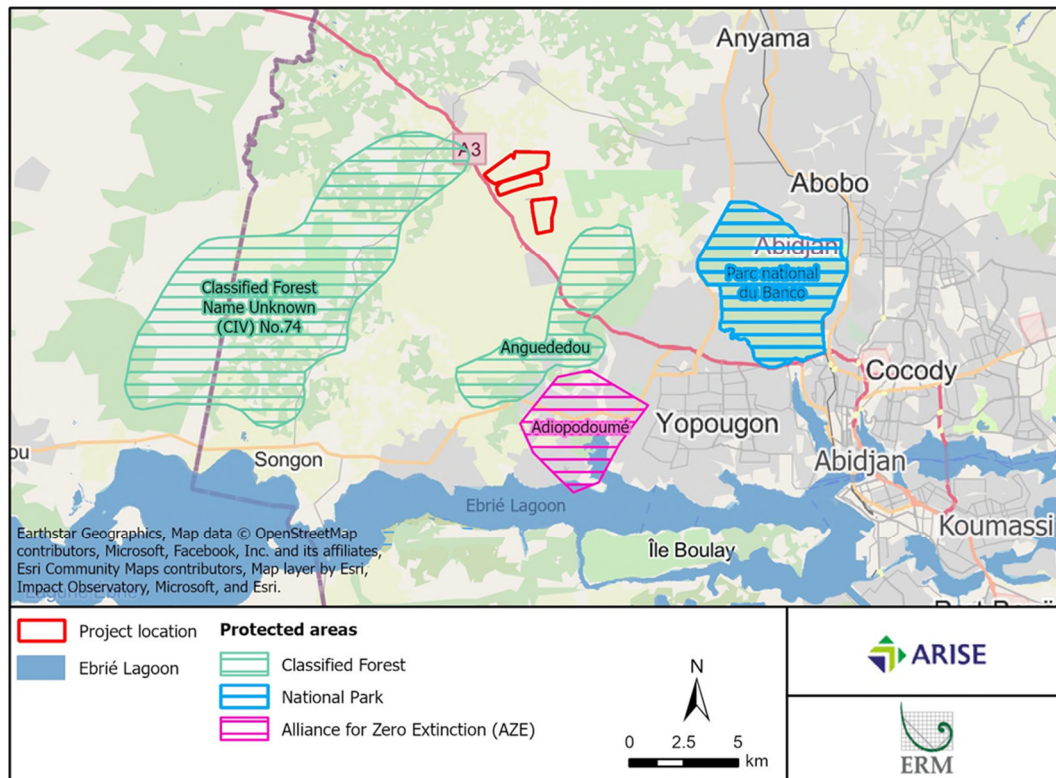 Anyama
A3
Abobo
Abidjan
Parc national
du Banco
Classified Forest
Name Unknown
(CIV) No.74
Anguededou
Cocody
Adiopodoumé
Yopougon
ou
Songon
Abidjan
Ebrié Lagoon
Koumassi
Île Boulay
Earthstar Geographics, Map data © OpenStreetMap
contributors, Microsoft, Facebook, Inc. and its affiliates,
Esri Community Maps contributors, Map layer by Esri,
Impact Observatory, Microsoft, and Esri.
Project location
Ebrié Lagoon
Protected areas
Classified Forest
National Park
Alliance for Zero Extinction (AZE)
N
0 2.5 5
km
ARISE
ERM